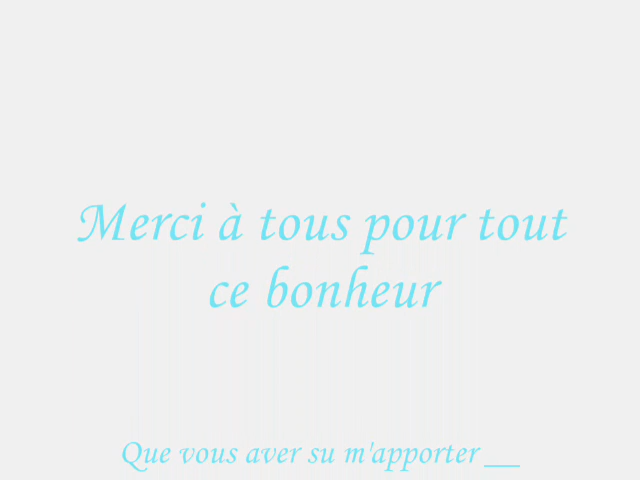 Merci à tous pour tout
ce bonheur
Que vous aver su m'apporter __